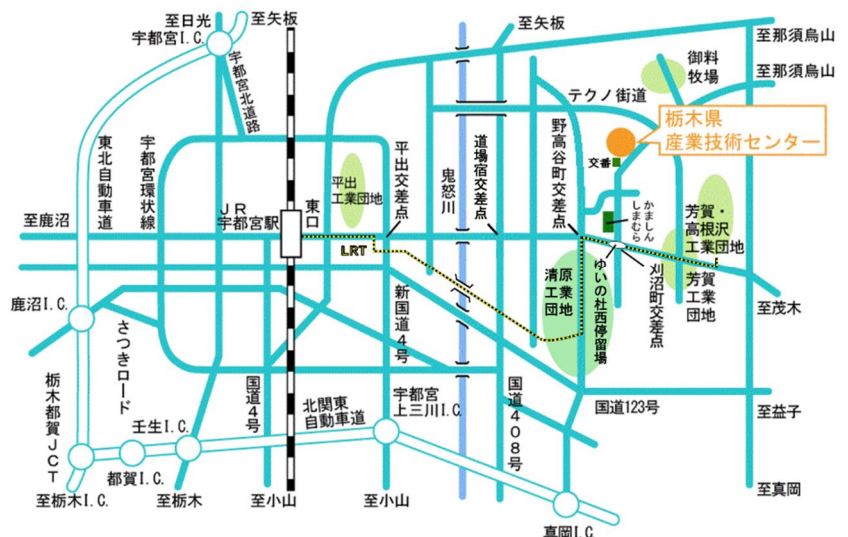 至日光
至矢板
宇都宮I.C.
宇都宮北道路
至矢板
至那須烏山
御料
牧場
至那須烏山
テクノ街道
栃木県
産業技術センター
東北自動車道
宇都宮環状線
平出
工業団地
平出交差点
鬼怒川
道場宿交差点
野高谷町交差点
交番
かましん
しまむら
至鹿沼
JR
宇都宮駅
東口
LRT
芳賀・
高根沢
工業団地
清原
工業
団地
ゆいの杜西停留場
刈沼町交差点
芳賀
工業
団地
至茂木
鹿沼I.C.
さつきロード
新国道4号
栃木都賀JCT
壬生I.C.
国道4号
北関東
自動車道
宇都宮
上三川I.C.
国道408号
国道123号
至益子
都賀I.C.
至栃木I.C.
至栃木
至小山
至小山
真岡I.C
至真岡